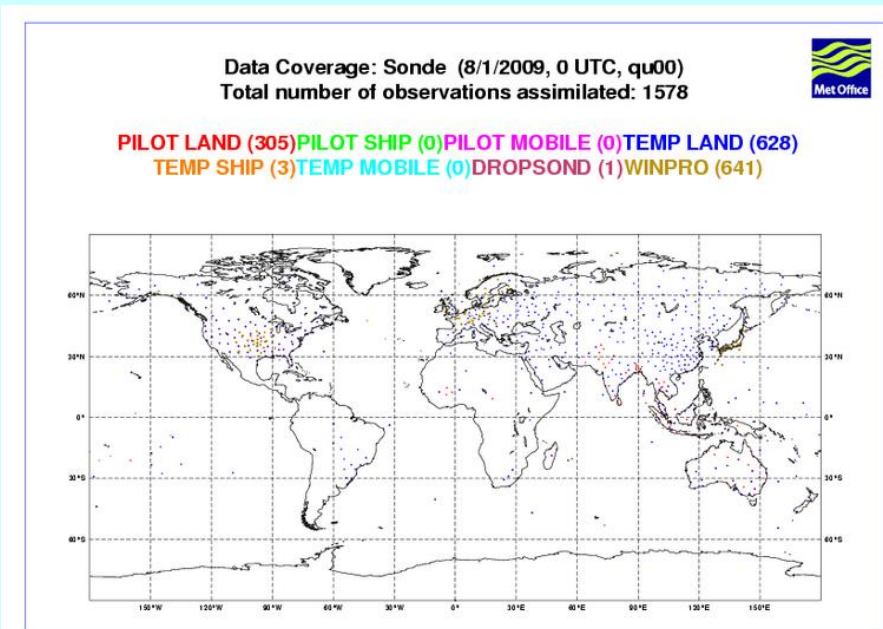 Data Coverage: Sonde (8/1/2009, 0 UTC, qu00)
Total number of observations assimilated: 1578
Met Office
PILOT LAND (305)PILOT SHIP (0)PILOT MOBILE (0)TEMP LAND (628)
TEMP SHIP (3)TEMP MOBILE (0)DROPSOND (1)WINPRO (641)
60°N 60°N
30°N 30°N
0° 0°
30°S 30°S
60°S 60°S
150°W 120°W 90°W 60°W 30°W 0° 30°E 60°E 90°E 120°E 150°E